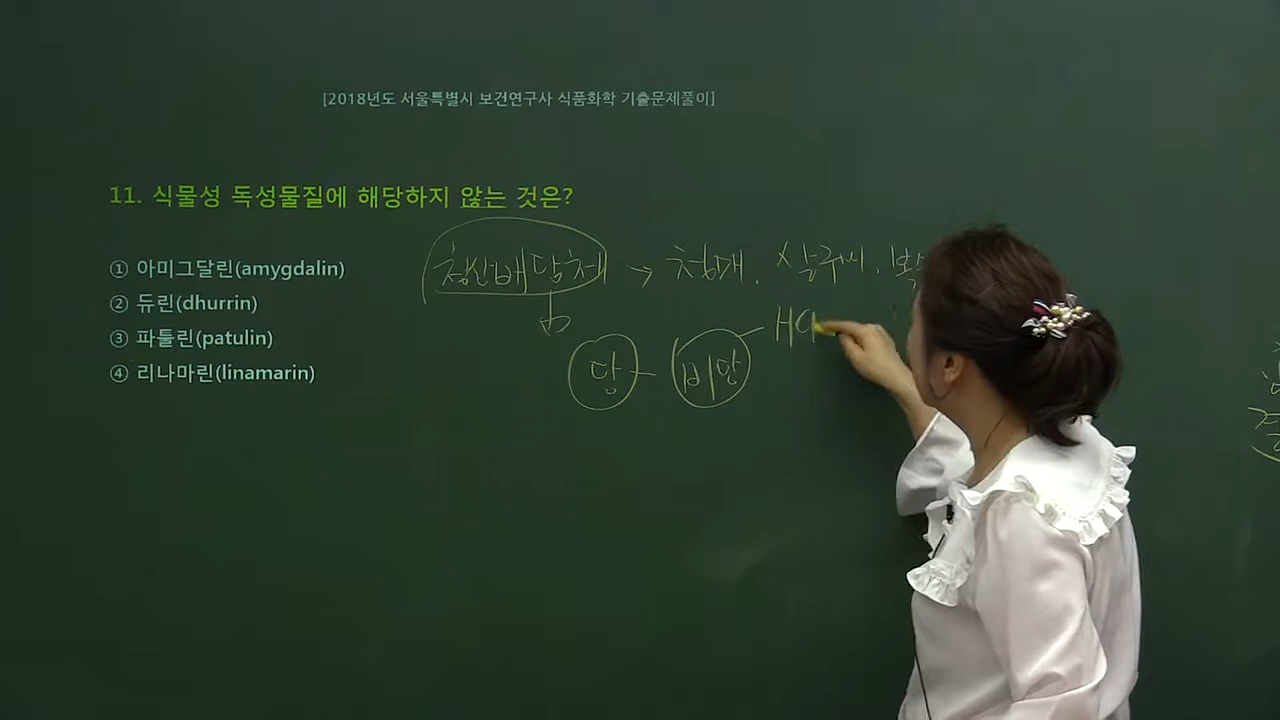 [2018년도 서울특별시 보건연구사 식품화학 기출문제풀이]
11. 식물성 독성물질에 해당하지 않는 것은?
① 아미그달린(amygdalin)
② 듀린(dhurrin)
③ 파툴린(patulin)
④ 리나마린(linamarin)
청산배당체 → 청매. 살구씨.
당 - 비당 -